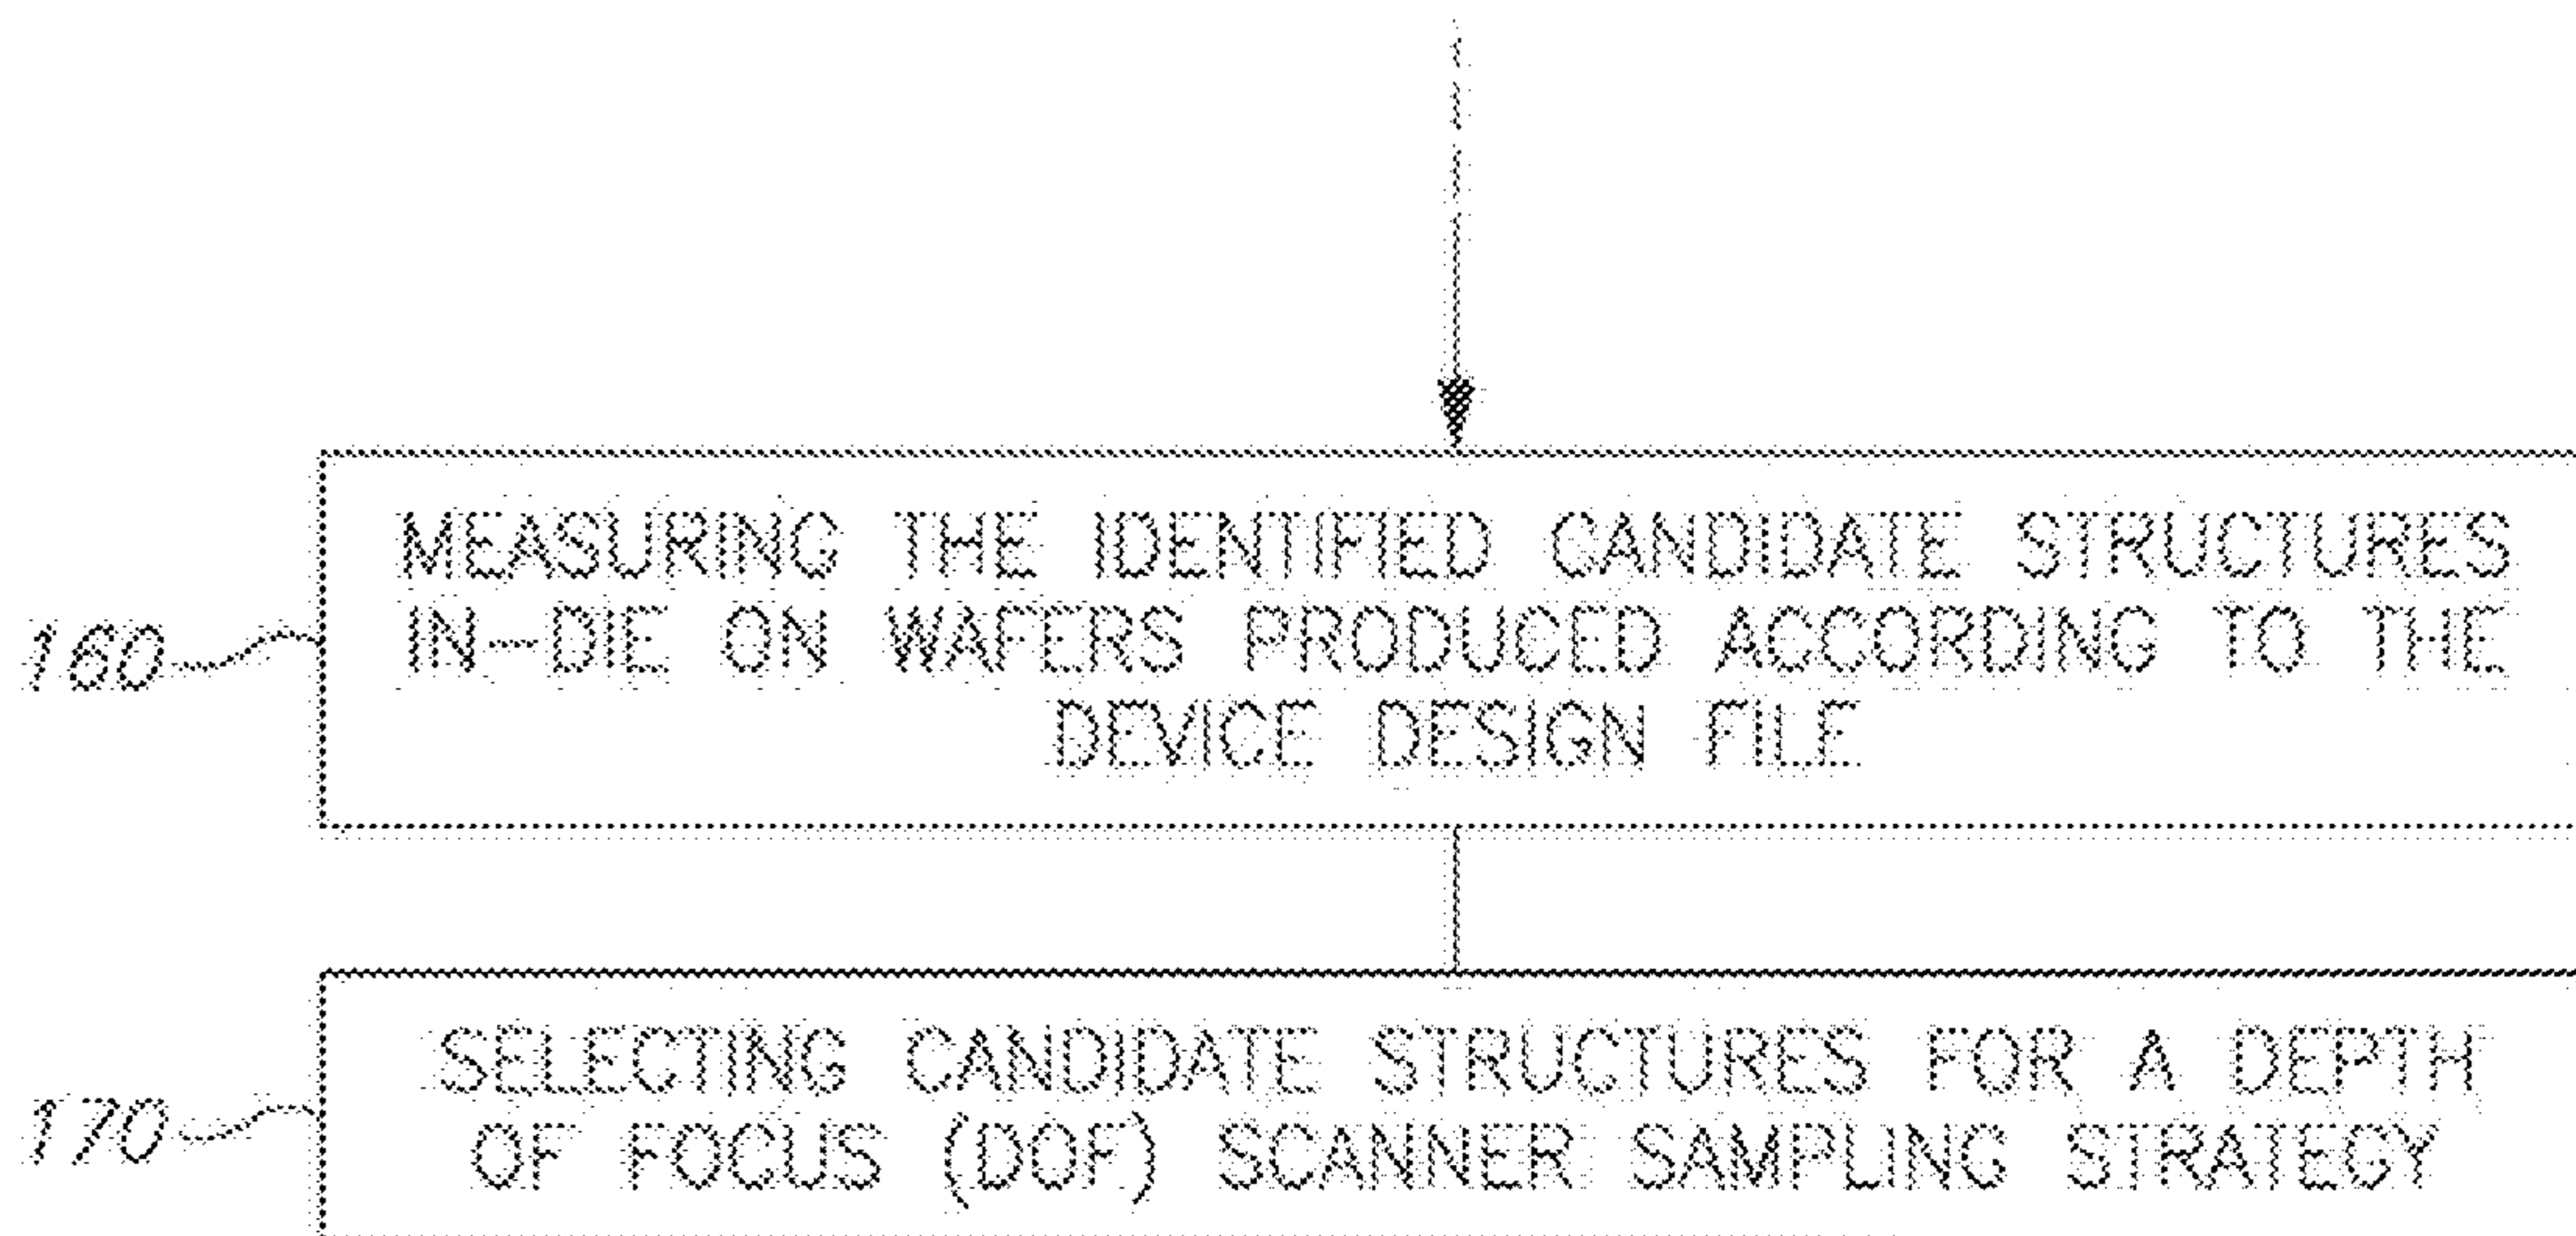 MEASURING THE IDENTIFIED CANDIDATE STRUCTURES
160 IN-DIE ON WAFERS PRODUCED ACCORDING TO THE
DEVICE DESIGN FILE
SELECTING CANDIDATE STRUCTURES FOR A DEPTH
170 OF FOCUS (DOF) SCANNER SAMPLING STRATEGY